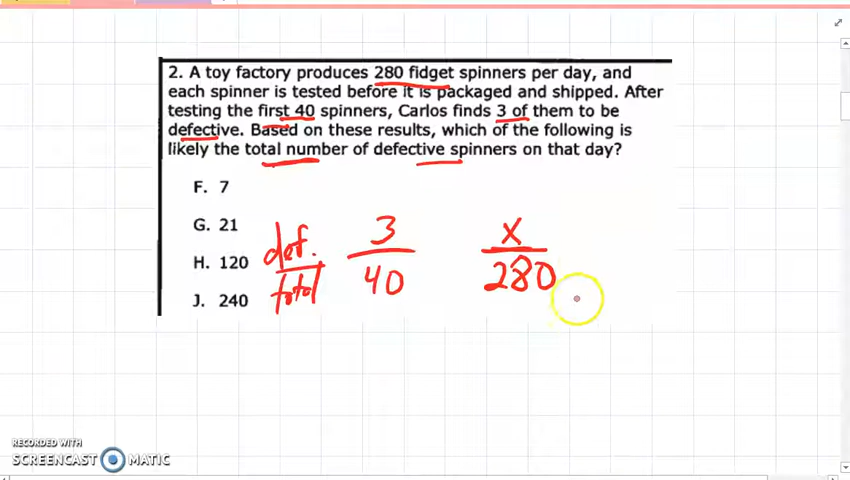 2. A toy factory produces 280 fidget spinners per day, and
each spinner is tested before it is packaged and shipped. After
testing the first 40 spinners, Carlos finds 3 of them to be
defective. Based on these results, which of the following is
likely the total number of defective spinners on that day?
F. 7
G. 21
H. 120
J. 240
def.
total
3
40
x
280
RECORDED WITH
SCREENCAST MATIC